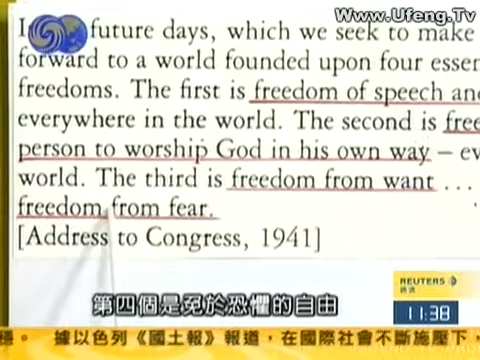 www.Ufeng.Tv
I future days, which we seek to make
forward to a world founded upon four essen
freedoms. The first is freedom of speech and
everywhere in the world. The second is free
person to worship God in his own way – ev
world. The third is freedom from want ...
freedom from fear.
[Address to Congress, 1941]
REUTERS
路透
第四個是免於恐懼的自由
11:38
穩。 據以色列《國土報》報道，在國際社會不斷施壓下，